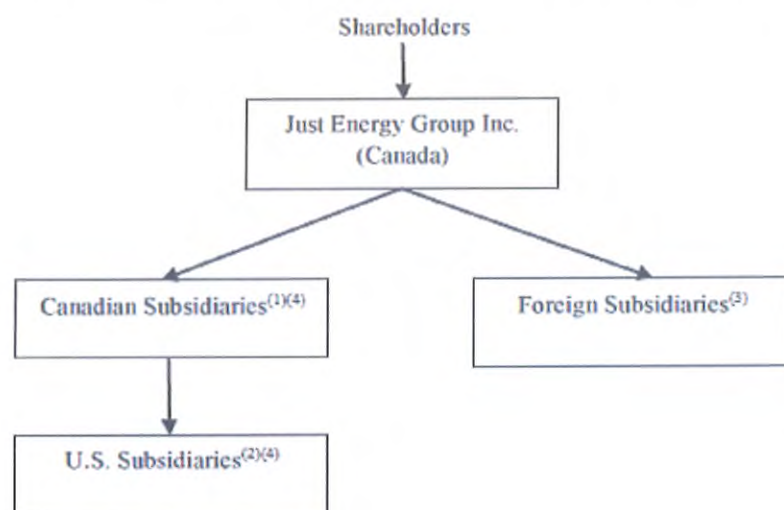 Shareholders
Just Energy Group Inc.
(Canada)
Canadian Subsidiaries(1)(4)
Foreign Subsidiaries(3)
U.S. Subsidiaries(2)(4)